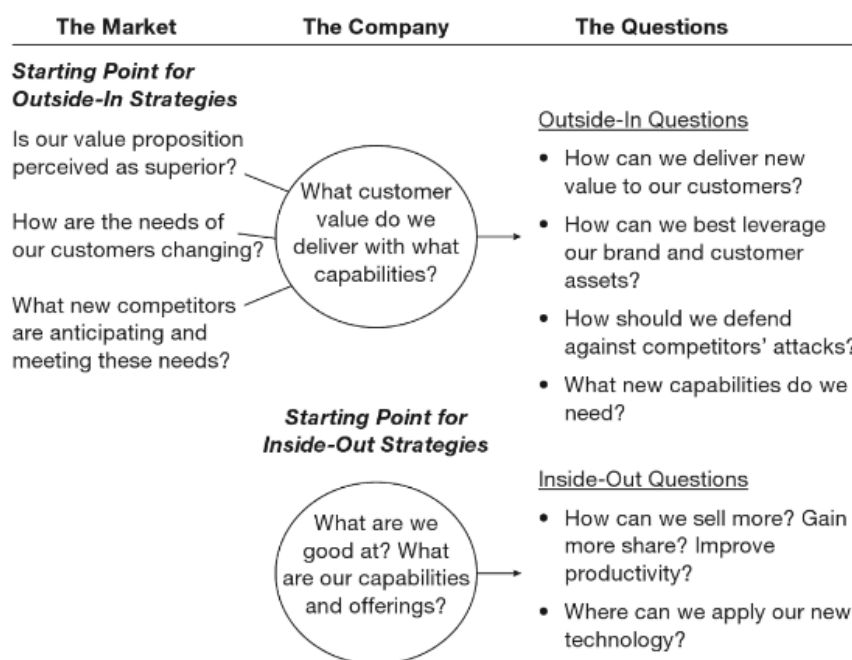 The Market
The Company
The Questions
Starting Point for
Outside-In Strategies
Is our value proposition
perceived as superior?
How are the needs of
our customers changing?
What new competitors
are anticipating and
meeting these needs?
What customer
value do we
deliver with what
capabilities?
Outside-In Questions
• How can we deliver new
value to our customers?
• How can we best leverage
our brand and customer
assets?
• How should we defend
against competitors’ attacks?
• What new capabilities do we
need?
Starting Point for
Inside-Out Strategies
What are we
good at? What
are our capabilities
and offerings?
Inside-Out Questions
• How can we sell more? Gain
more share? Improve
productivity?
• Where can we apply our new
technology?